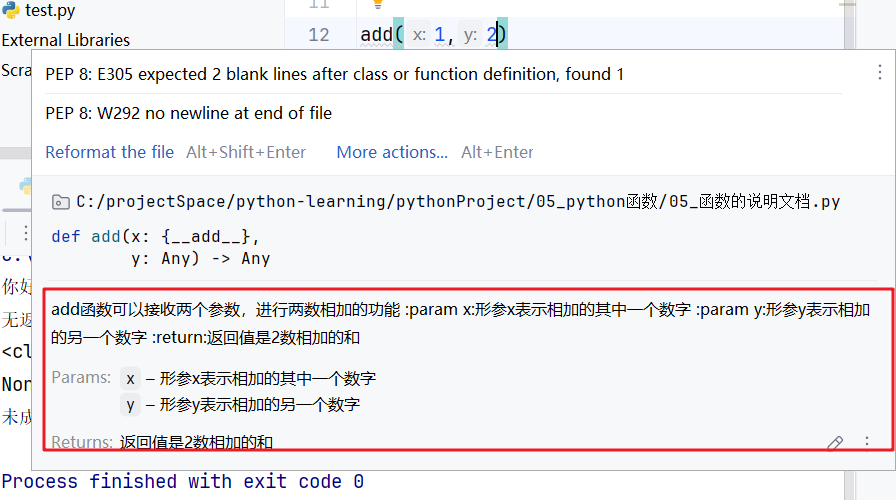 test.py
11
External Libraries
12
add( x: 1, y: 2)
Scra
PEP 8: E305 expected 2 blank lines after class or function definition, found 1
PEP 8: W292 no newline at end of file
Reformat the file Alt+Shift+Enter More actions... Alt+Enter
C:/projectSpace/python-learning/pythonProject/05_python函数/05_函数的说明文档.py
def add(x: {__add__},
y: Any) -> Any
你好
add函数可以接收两个参数，进行两数相加的功能 :param x:形参x表示相加的其中一个数字 :param y:形参y表示相加
无返
的另一个数字 :return:返回值是2数相加的和
<cl
Params: x – 形参x表示相加的其中一个数字
Non
y – 形参y表示相加的另一个数字
未成
Returns: 返回值是2数相加的和
Process finished with exit code 0